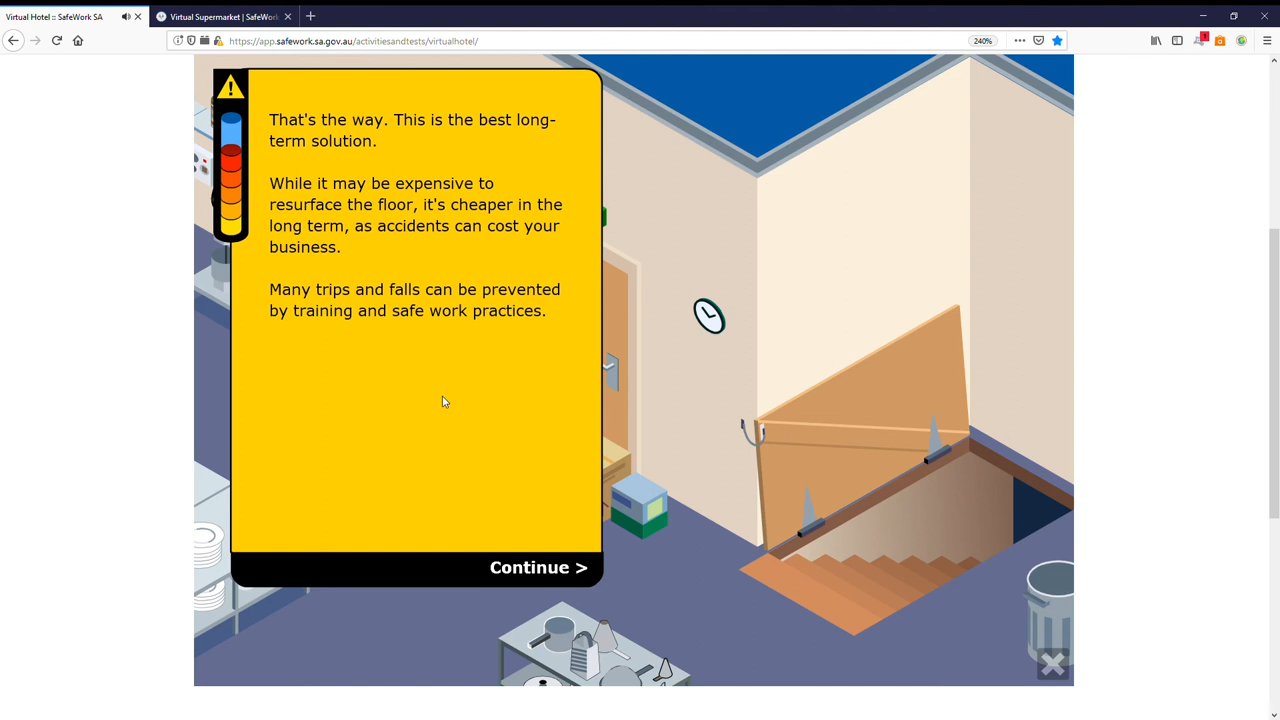 Virtual Hotel :: SafeWork SA
Virtual Supermarket | SafeWork
https://app.safework.sa.gov.au/activitiesandtests/virtualhotel/
240%
That's the way. This is the best long-
term solution.
While it may be expensive to
resurface the floor, it's cheaper in the
long term, as accidents can cost your
business.
Many trips and falls can be prevented
by training and safe work practices.
Continue >